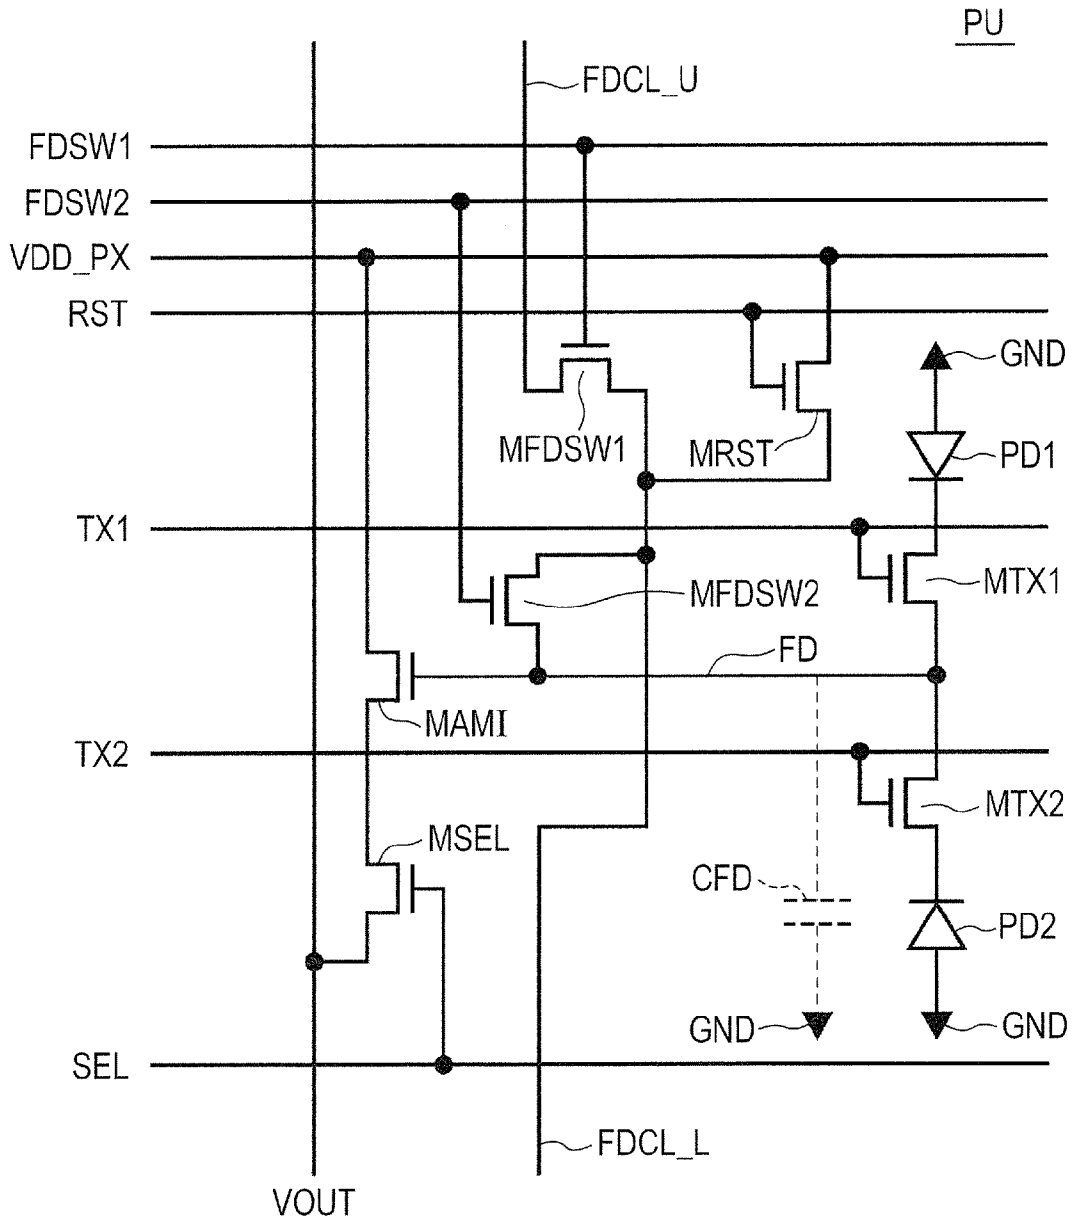 PU
FDCL_U
FDSW1
FDSW2
VDD_PX
RST
GND
MFDSW1
MRST
PD1
TX1
MTX1
MFDSW2
FD
MAMI
TX2
MTX2
MSEL
CFD
PD2
GND
GND
SEL
FDCL_L
VOUT